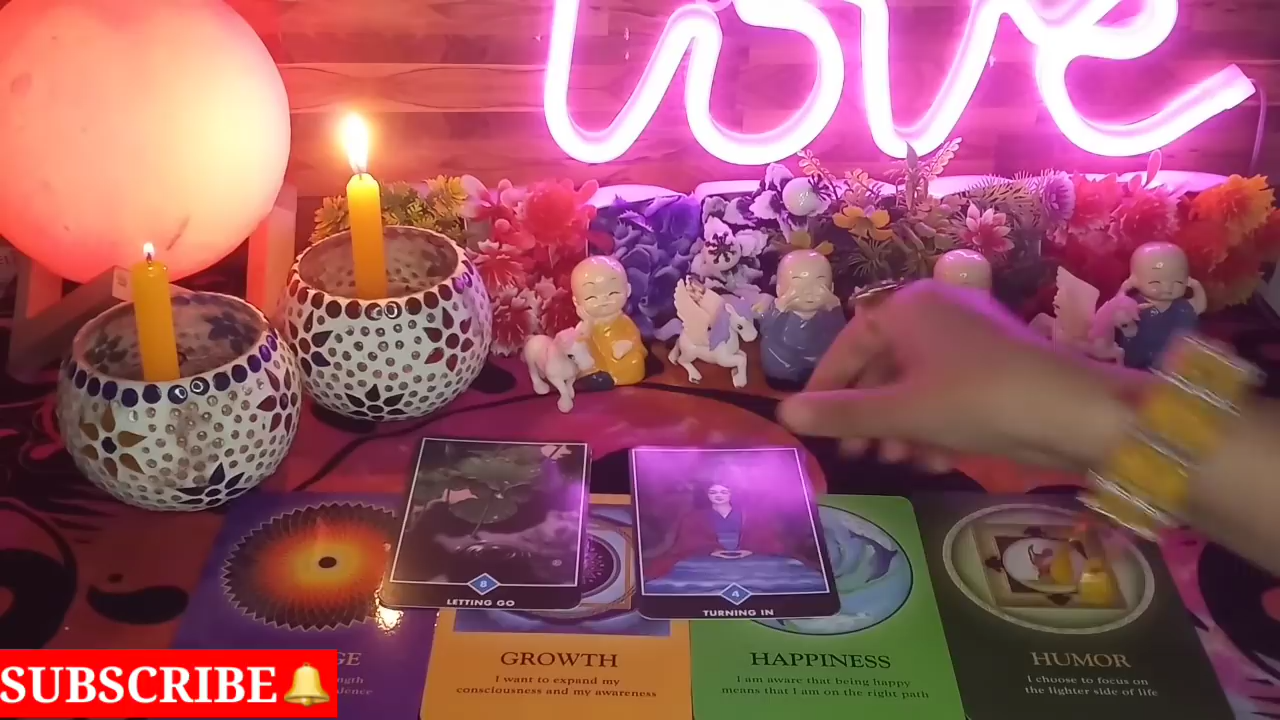 love
8
LETTING GO
4
TURNING IN
GROWTH
I want to expand my
consciousness and my awareness
HAPPINESS
I am aware that being happy
means that I am on the right path
HUMOR
I choose to focus on
the lighter side of life
SUBSCRIBE